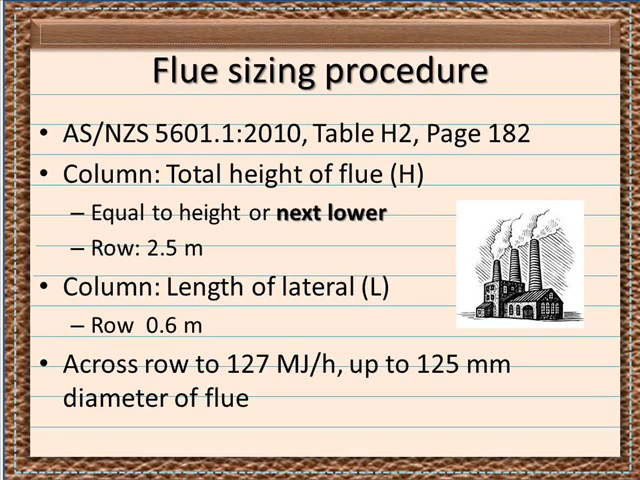 Flue sizing procedure
• AS/NZS 5601.1:2010, Table H2, Page 182
• Column: Total height of flue (H)
– Equal to height or next lower
– Row: 2.5 m
• Column: Length of lateral (L)
– Row 0.6 m
• Across row to 127 MJ/h, up to 125 mm
diameter of flue